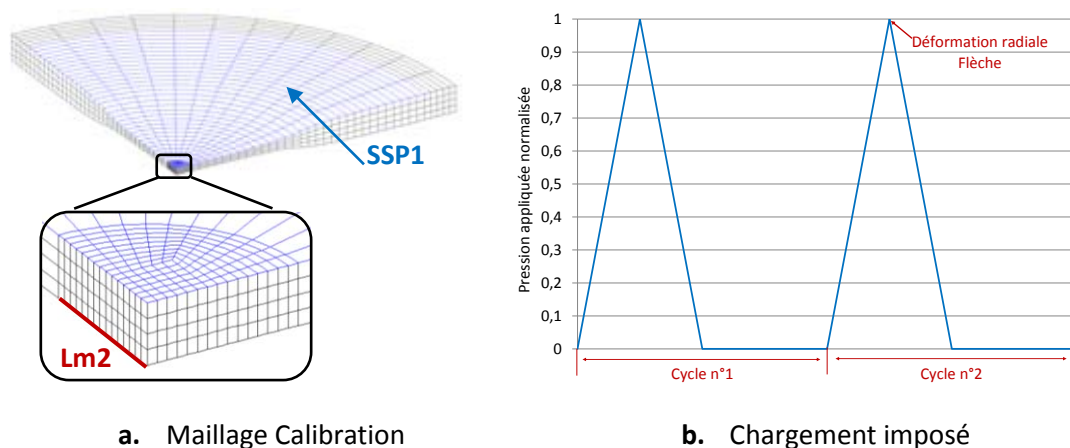 SSP1
Lm2
a. Maillage Calibration
Pression appliquée normalisée
1
0,9
0,8
0,7
0,6
0,5
0,4
0,3
0,2
0,1
0
Déformation radiale
Flèche
Cycle n°1
Cycle n°2
b. Chargement imposé